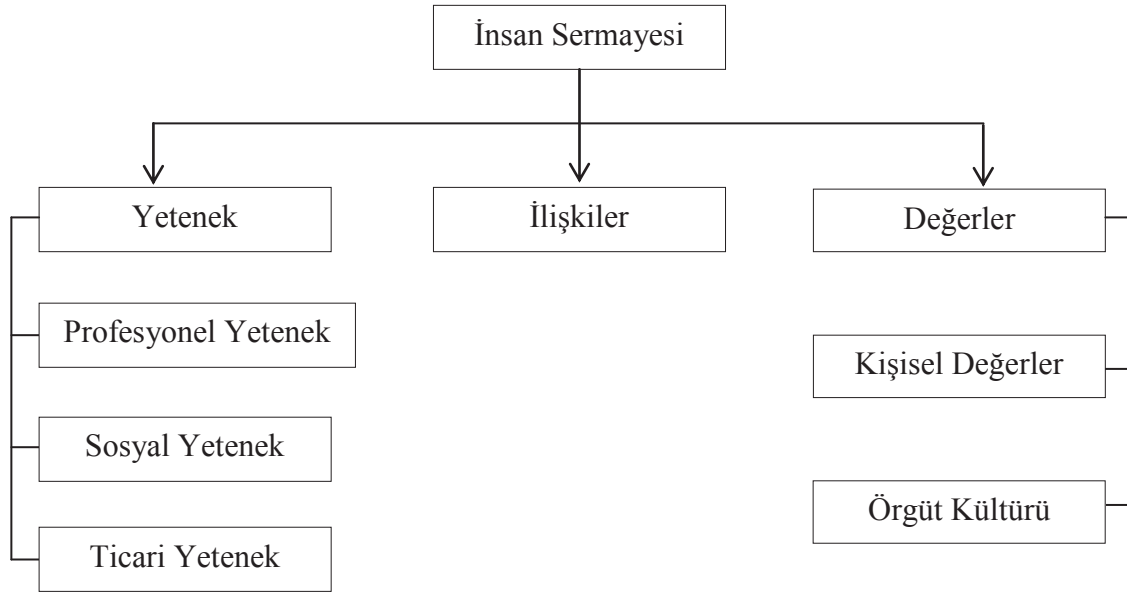 İnsan Sermayesi
Yetenek
İlişkiler
Değerler
Profesyonel Yetenek
Kişisel Değerler
Sosyal Yetenek
Örgüt Kültürü
Ticari Yetenek